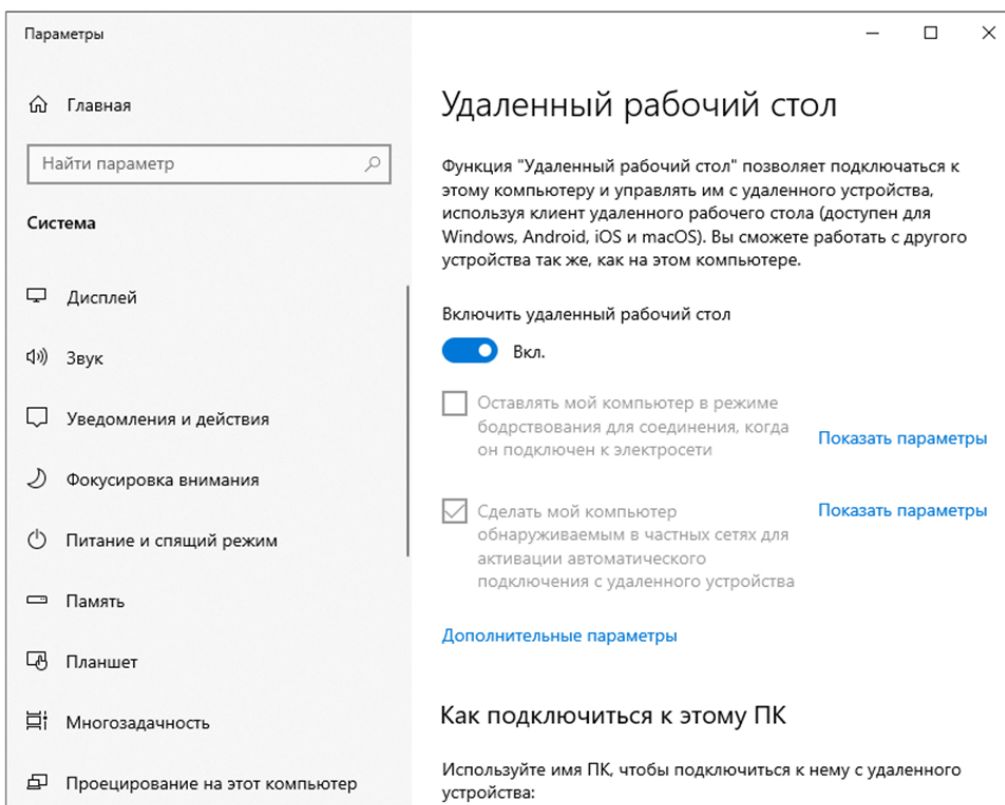 Параметры
Главная
Найти параметр
Система
Дисплей
Звук
Уведомления и действия
Фокусировка внимания
Питание и спящий режим
Память
Планшет
Многозадачность
Проецирование на этот компьютер
Удаленный рабочий стол
Функция "Удаленный рабочий стол" позволяет подключаться к
этому компьютеру и управлять им с удаленного устройства,
используя клиент удаленного рабочего стола (доступен для
Windows, Android, iOS и macOS). Вы сможете работать с другого
устройства так же, как на этом компьютере.
Включить удаленный рабочий стол
Вкл.
Оставлять мой компьютер в режиме
бодрствования для соединения, когда
он подключен к электросети
Показать параметры
Сделать мой компьютер
обнаруживаемым в частных сетях для
активации автоматического
подключения с удаленного устройства
Показать параметры
Дополнительные параметры
Как подключиться к этому ПК
Используйте имя ПК, чтобы подключиться к нему с удаленного
устройства: